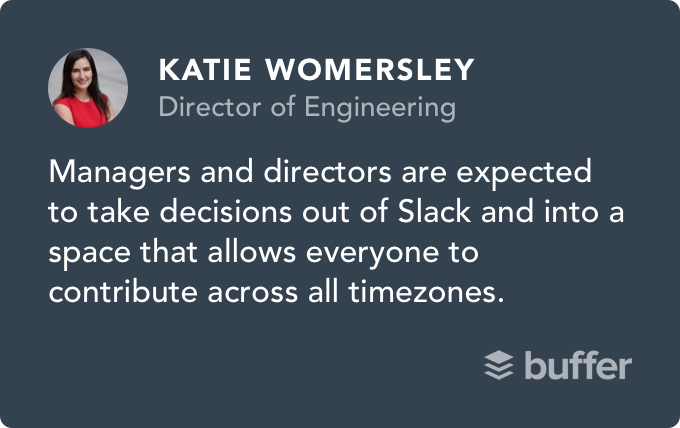 KATIE WOMERSLEY
Director of Engineering
Managers and directors are expected
to take decisions out of Slack and into a
space that allows everyone to
contribute across all timezones.
buffer